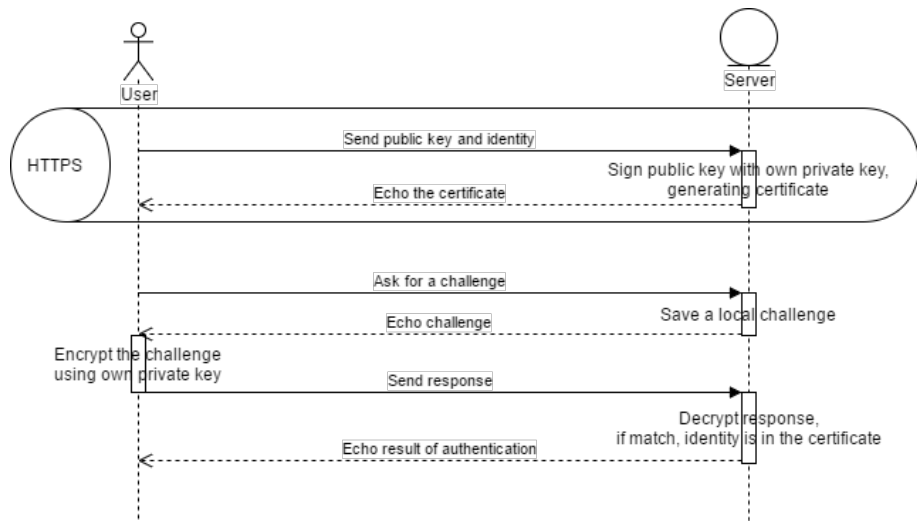 User
Server
HTTPS
Send public key and identity
Sign public key with own private key,
generating certificate
Echo the certificate
Ask for a challenge
Save a local challenge
Echo challenge
Encrypt the challenge
using own private key
Send response
Decrypt response,
if match, identity is in the certificate
Echo result of authentication